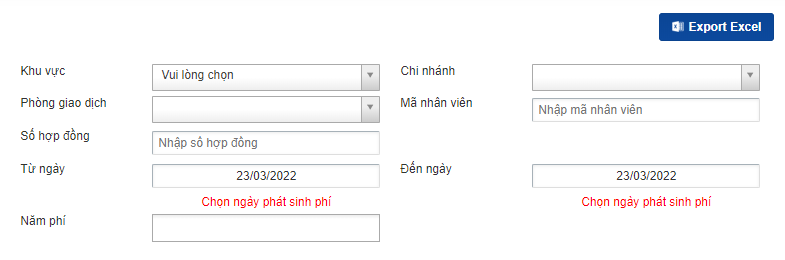 Export Excel
Khu vực Vui lòng chọn Chi nhánh
Phòng giao dịch Mã nhân viên Nhập mã nhân viên
Số hợp đồng Nhập số hợp đồng
Từ ngày 23/03/2022 Đến ngày 23/03/2022
Chọn ngày phát sinh phí Chọn ngày phát sinh phí
Năm phí